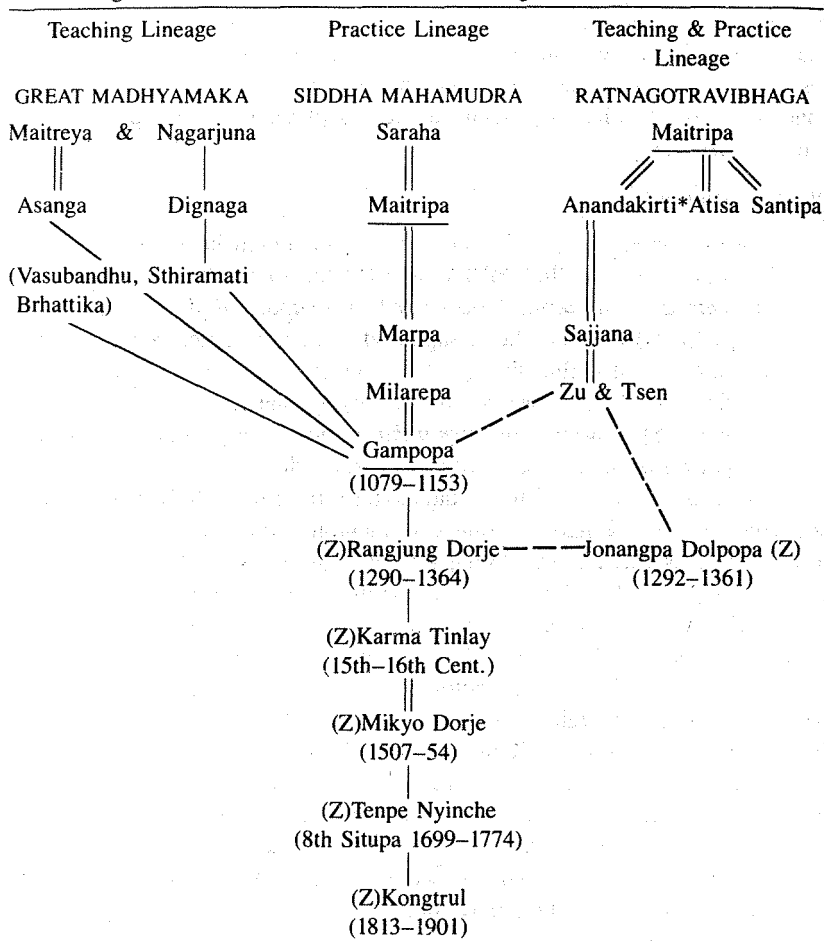 Teaching Lineage Practice Lineage Teaching & Practice
Lineage
GREAT MADHYAMAKA SIDDHA MAHAMUDRA RATNAGOTRAVIBHAGA
Maitreya & Nagarjuna Saraha Maitripa
Asanga Dignaga Maitripa Anandakirti*Atisa Santipa
(Vasubandhu, Sthiramati
Brhattika)
Marpa Sajjana
Milarepa Zu & Tsen
Gampopa
(1079–1153)
(Z)Rangjung Dorje Jonangpa Dolpopa (Z)
(1290–1364) (1292–1361)
(Z)Karma Tinlay
(15th–16th Cent.)
(Z)Mikyo Dorje
(1507–54)
(Z)Tenpe Nyinche
(8th Situpa 1699–1774)
(Z)Kongtrul
(1813–1901)